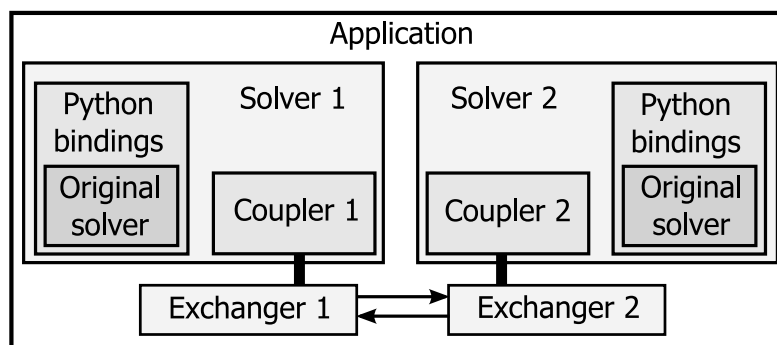 Application
Solver 1
Python
bindings
Original
solver
Coupler 1
Solver 2
Python
bindings
Original
solver
Coupler 2
Exchanger 1
Exchanger 2